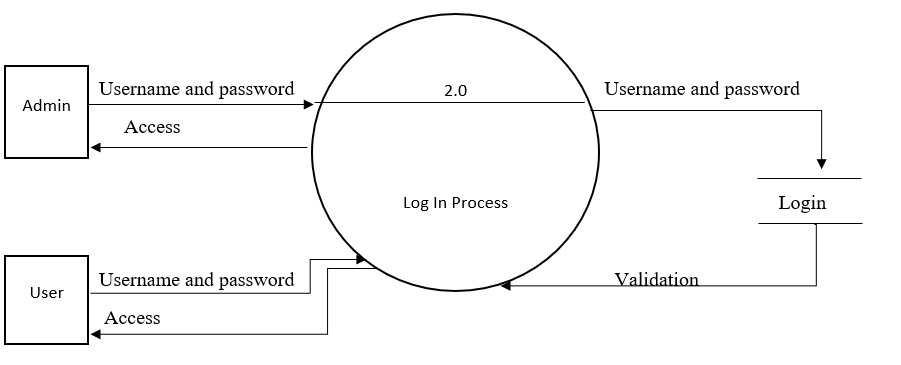 Username and password
2.0
Username and password
Admin
Access
Log In Process
Login
Username and password
Validation
User
Access